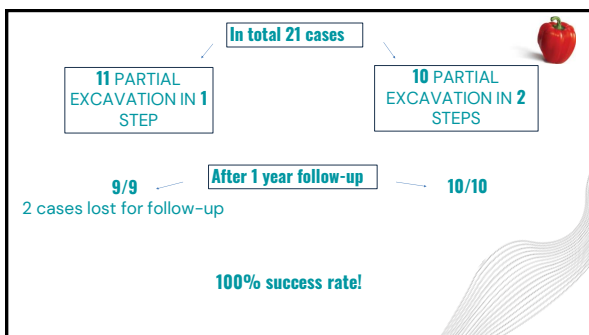 In total 21 cases
11 PARTIAL
EXCAVATION IN 1
STEP
10 PARTIAL
EXCAVATION IN 2
STEPS
After 1 year follow-up
9/9
2 cases lost for follow-up
10/10
100% success rate!